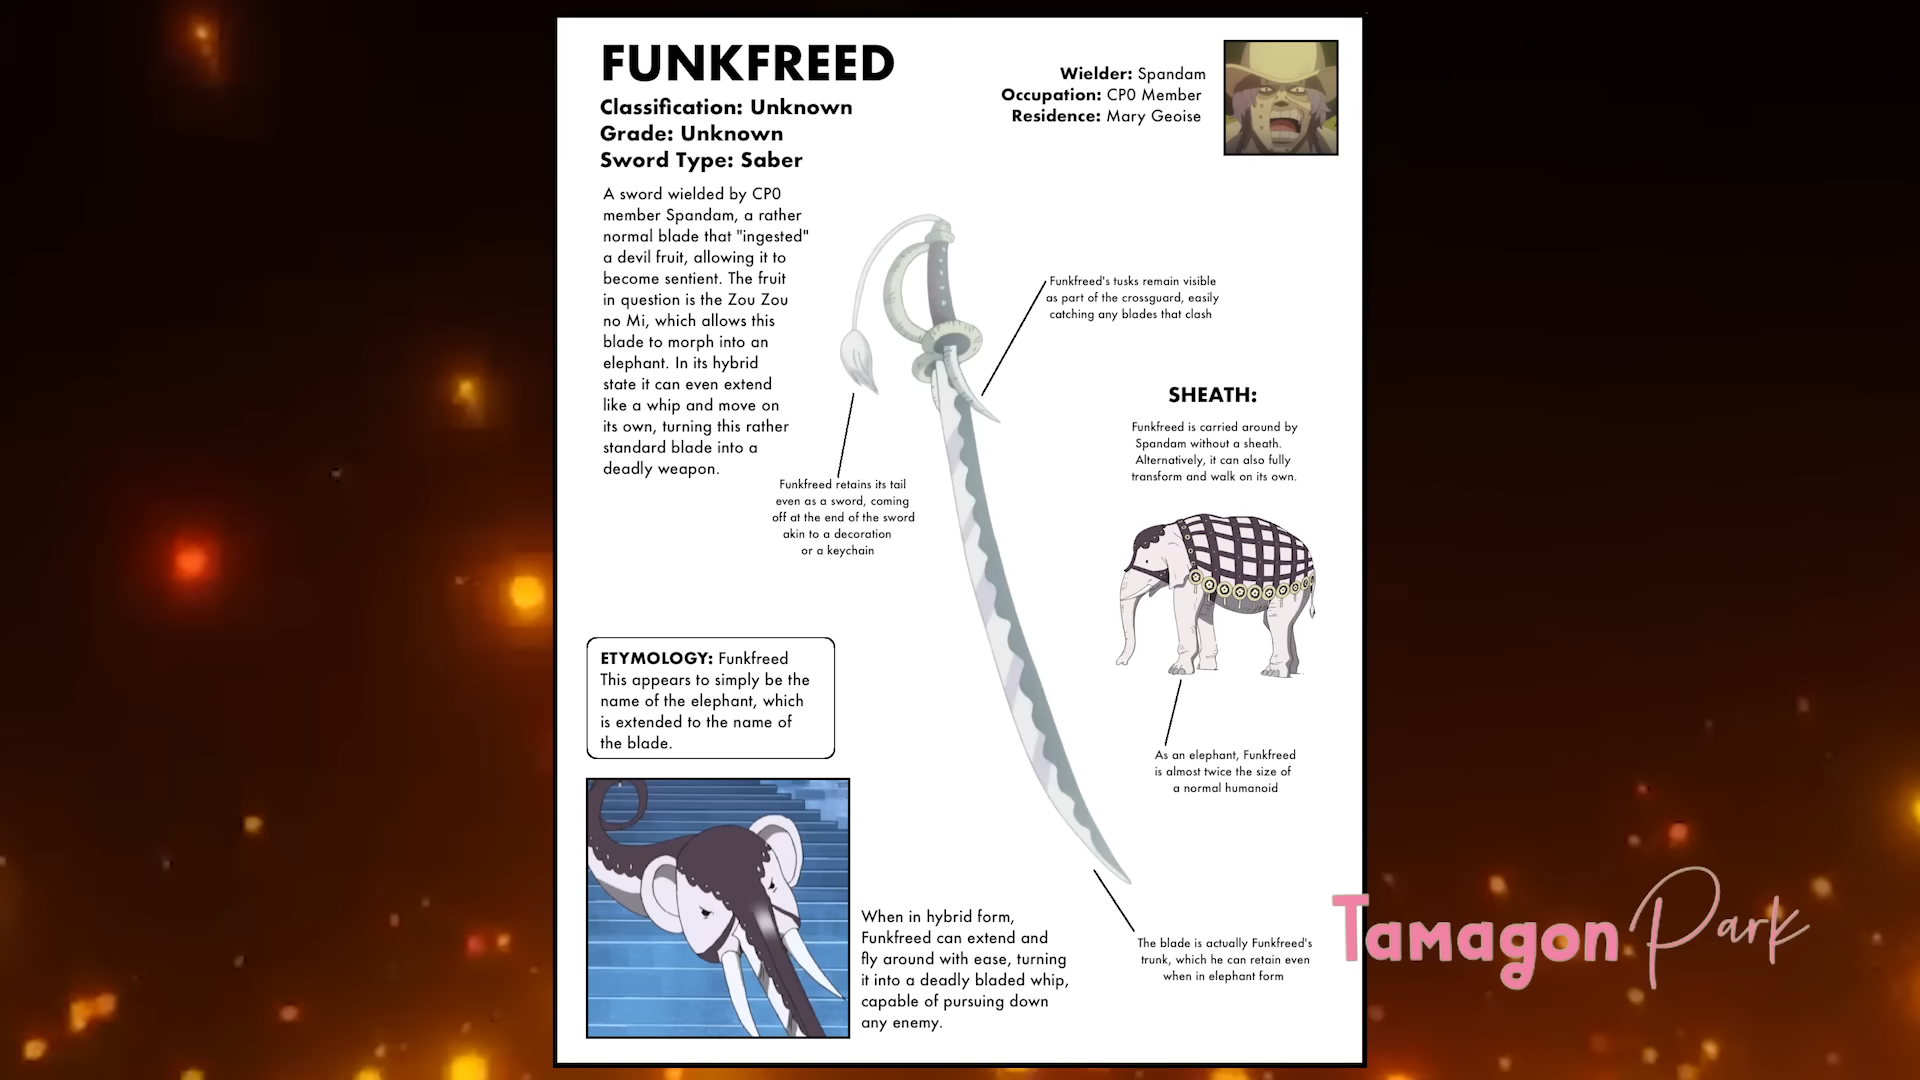 FUNKFREED
Classification: Unknown
Grade: Unknown
Sword Type: Saber
Wielder: Spandam
Occupation: CP0 Member
Residence: Mary Geoise
A sword wielded by CP0
member Spandam, a rather
normal blade that "ingested"
a devil fruit, allowing it to
become sentient. The fruit
in question is the Zou Zou
no Mi, which allows this
blade to morph into an
elephant. In its hybrid
state it can even extend
like a whip and move on
its own, turning this rather
standard blade into a
deadly weapon.
Funkfreed's tusks remain visible
as part of the crossguard, easily
catching any blades that clash
SHEATH:
Funkfreed is carried around by
Spandam without a sheath.
Alternatively, it can also fully
transform and walk on its own.
Funkfreed retains its tail
even as a sword, coming
off at the end of the sword
akin to a decoration
or a keychain
ETYMOLOGY: Funkfreed
This appears to simply be the
name of the elephant, which
is extended to the name of
the blade.
As an elephant, Funkfreed
is almost twice the size of
a normal humanoid
When in hybrid form,
Funkfreed can extend and
fly around with ease, turning
it into a deadly bladed whip,
capable of pursuing down
any enemy.
The blade is actually Funkfreed's
trunk, which he can retain even
when in elephant form
Tamagon Park